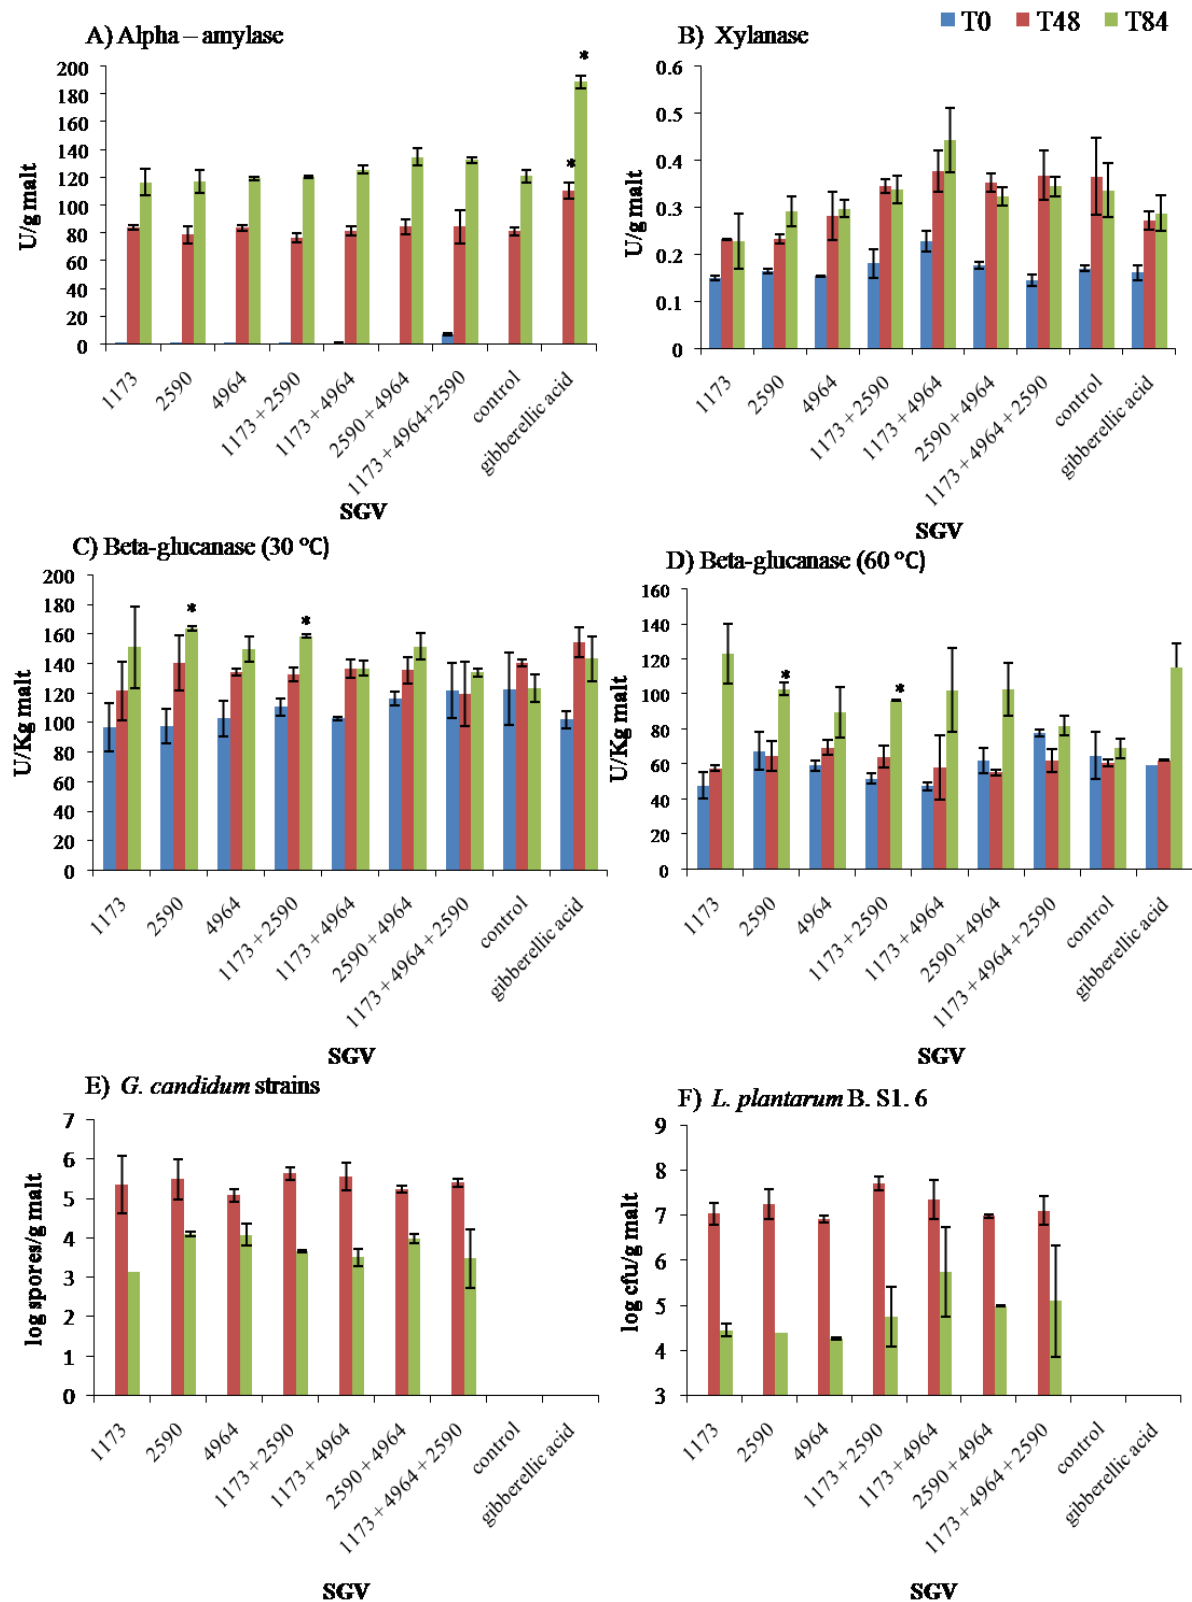 T0 T48 T84
A) Alpha – amylase
U/g malt
200
180
160
140
120
100
80
60
40
20
0
*
*
1173
2590
4964
1173 + 2590
1173 + 4964
2590 + 4964
1173 + 4964+2590
control
gibberellic acid
SGV
B) Xylanase
U/g malt
0.6
0.5
0.4
0.3
0.2
0.1
0
1173
2590
4964
1173 + 2590
1173 + 4964
2590 + 4964
1173 + 4964 + 2590
control
gibberellic acid
SGV
C) Beta-glucanase (30 °C)
U/Kg malt
200
180
160
140
120
100
80
60
40
20
0
*
*
1173
2590
4964
1173 + 2590
1173 + 4964
2590 + 4964
1173 + 4964 + 2590
control
gibberellic acid
SGV
D) Beta-glucanase (60 °C)
U/Kg malt
160
140
120
100
80
60
40
20
0
*
*
1173
2590
4964
1173 + 2590
1173 + 4964
2590 + 4964
1173 + 4964 + 2590
control
gibberellic acid
SGV
E) G. candidum strains
log spores/g malt
7
6
5
4
3
2
1
0
1173
2590
4964
1173 + 2590
1173 + 4964
2590 + 4964
1173 + 4964 + 2590
control
gibberellic acid
SGV
F) L. plantarum B. S1. 6
log cfu/g malt
9
8
7
6
5
4
3
1173
2590
4964
1173 + 2590
1173 + 4964
2590 + 4964
1173 + 4964 + 2590
control
gibberellic acid
SGV